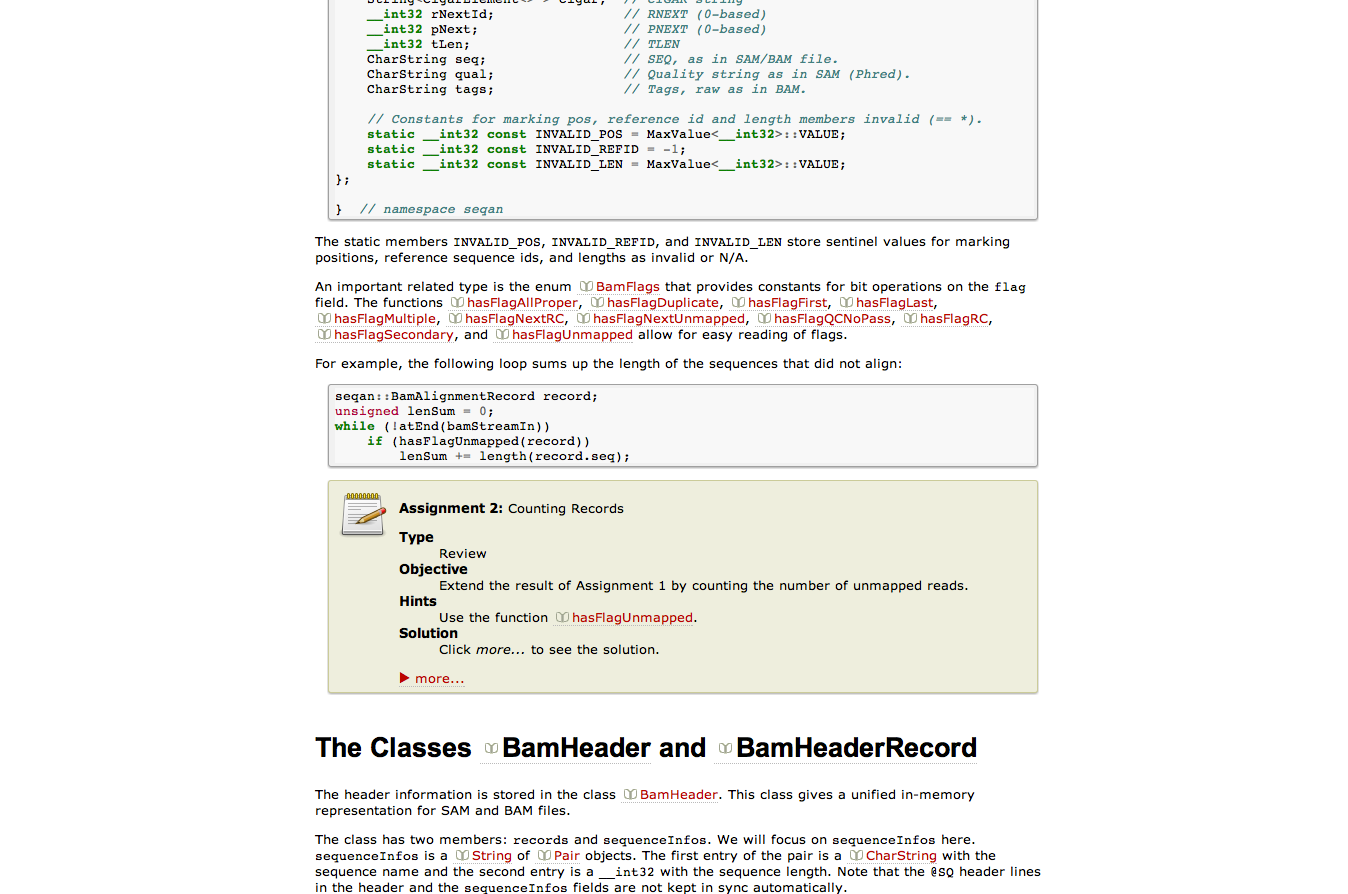 String<CigarElement<> > cigar;  // CIGAR string
__int32 rNextId;                // RNEXT (0-based)
__int32 pNext;                  // PNEXT (0-based)
__int32 tLen;                   // TLEN
CharString seq;                 // SEQ, as in SAM/BAM file.
CharString qual;                // Quality string as in SAM (Phred).
CharString tags;                // Tags, raw as in BAM.
// Constants for marking pos, reference id and length members invalid (== *).
static __int32 const INVALID_POS = MaxValue<__int32>::VALUE;
static __int32 const INVALID_REFID = -1;
static __int32 const INVALID_LEN = MaxValue<__int32>::VALUE;
};
}  // namespace seqan
The static members INVALID_POS, INVALID_REFID, and INVALID_LEN store sentinel values for marking
positions, reference sequence ids, and lengths as invalid or N/A.
An important related type is the enum BamFlags that provides constants for bit operations on the flag
field. The functions hasFlagAllProper, hasFlagDuplicate, hasFlagFirst, hasFlagLast,
hasFlagMultiple, hasFlagNextRC, hasFlagNextUnmapped, hasFlagQCNoPass, hasFlagRC,
hasFlagSecondary, and hasFlagUnmapped allow for easy reading of flags.
For example, the following loop sums up the length of the sequences that did not align:
seqan::BamAlignmentRecord record;
unsigned lenSum = 0;
while (!atEnd(bamStreamIn))
if (hasFlagUnmapped(record))
lenSum += length(record.seq);
Assignment 2: Counting Records
Type
Review
Objective
Extend the result of Assignment 1 by counting the number of unmapped reads.
Hints
Use the function hasFlagUnmapped.
Solution
Click more... to see the solution.
more...
The Classes BamHeader and BamHeaderRecord
The header information is stored in the class BamHeader. This class gives a unified in-memory
representation for SAM and BAM files.
The class has two members: records and sequenceInfos. We will focus on sequenceInfos here.
sequenceInfos is a String of Pair objects. The first entry of the pair is a CharString with the
sequence name and the second entry is a __int32 with the sequence length. Note that the @SQ header lines
in the header and the sequenceInfos fields are not kept in sync automatically.